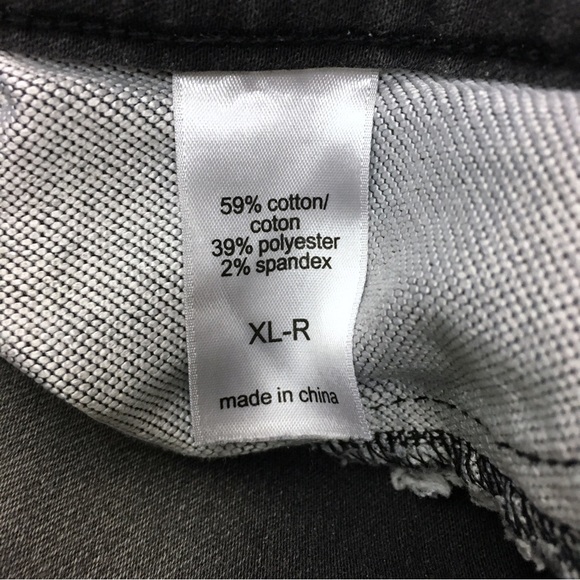 59% cotton/
coton
39% polyester
2% spandex
XL-R
made in china